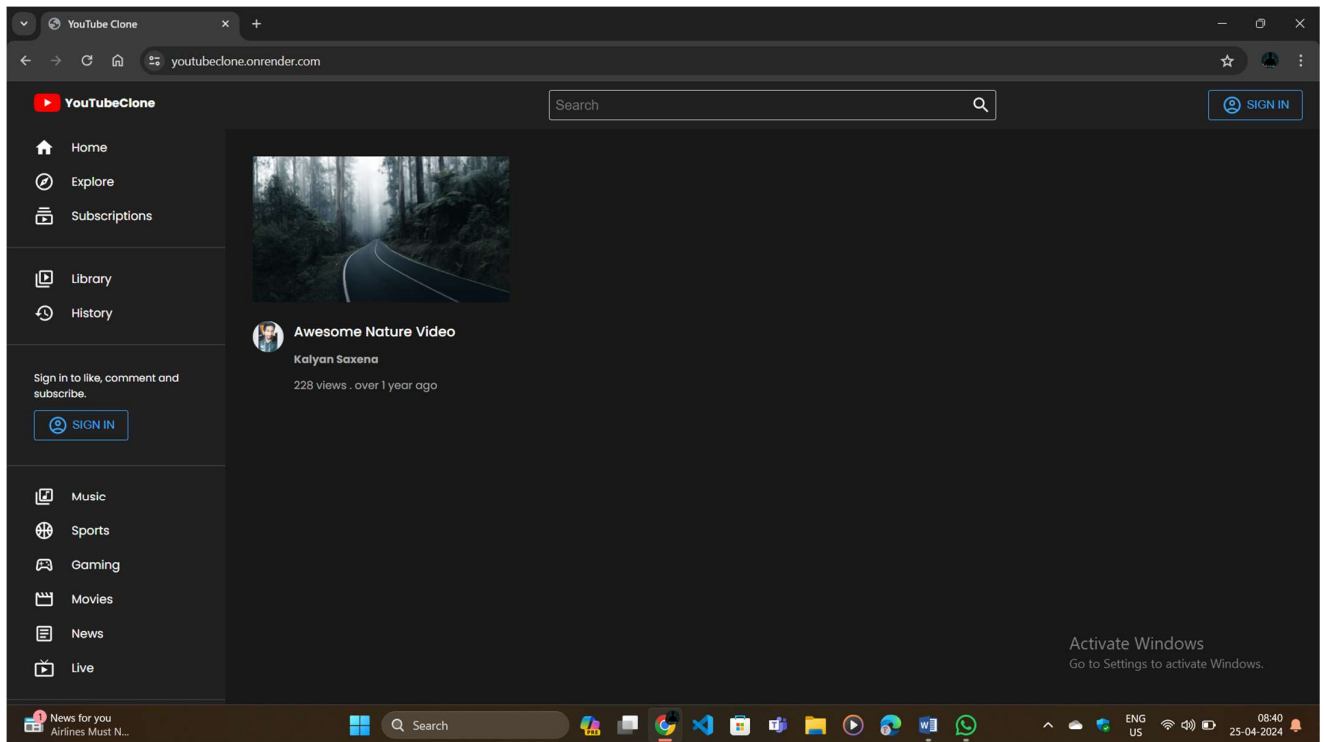 YouTube Clone
youtubeclone.onrender.com
YouTubeClone
Search
SIGN IN
Home
Explore
Subscriptions
Library
History
Sign in to like, comment and
subscribe.
SIGN IN
Music
Sports
Gaming
Movies
News
Live
Awesome Nature Video
Kalyan Saxena
228 views . over 1 year ago
Activate Windows
Go to Settings to activate Windows.
1
News for you
Airlines Must N...
Search
PRE
ENG
US
08:40
25-04-2024